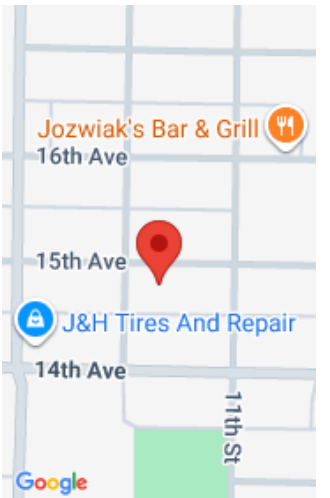 Jozwiak's Bar & Grill
16th Ave
15th Ave
J&H Tires And Repair
14th Ave
11th St
Google